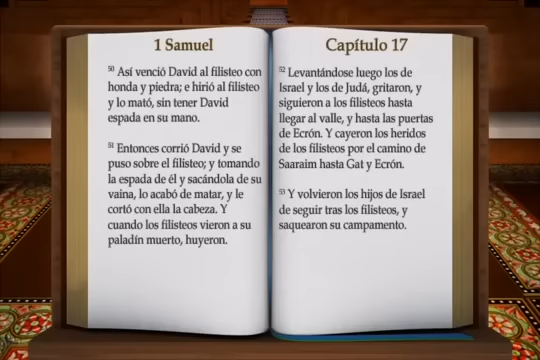 1 Samuel
50 Así venció David al filisteo con
honda y piedra; e hirió al filisteo
y lo mató, sin tener David
espada en su mano.
51 Entonces corrió David y se
puso sobre el filisteo; y tomando
la espada de él y sacándola de su
vaina, lo acabó de matar, y le
cortó con ella la cabeza. Y
cuando los filisteos vieron a su
paladín muerto, huyeron.
Capítulo 17
52 Levantándose luego los de
Israel y los de Judá, gritaron, y
siguieron a los filisteos hasta
llegar al valle, y hasta las puertas
de Ecrón. Y cayeron los heridos
de los filisteos por el camino de
Saaraim hasta Gat y Ecrón.
53 Y volvieron los hijos de Israel
de seguir tras los filisteos, y
saquearon su campamento.